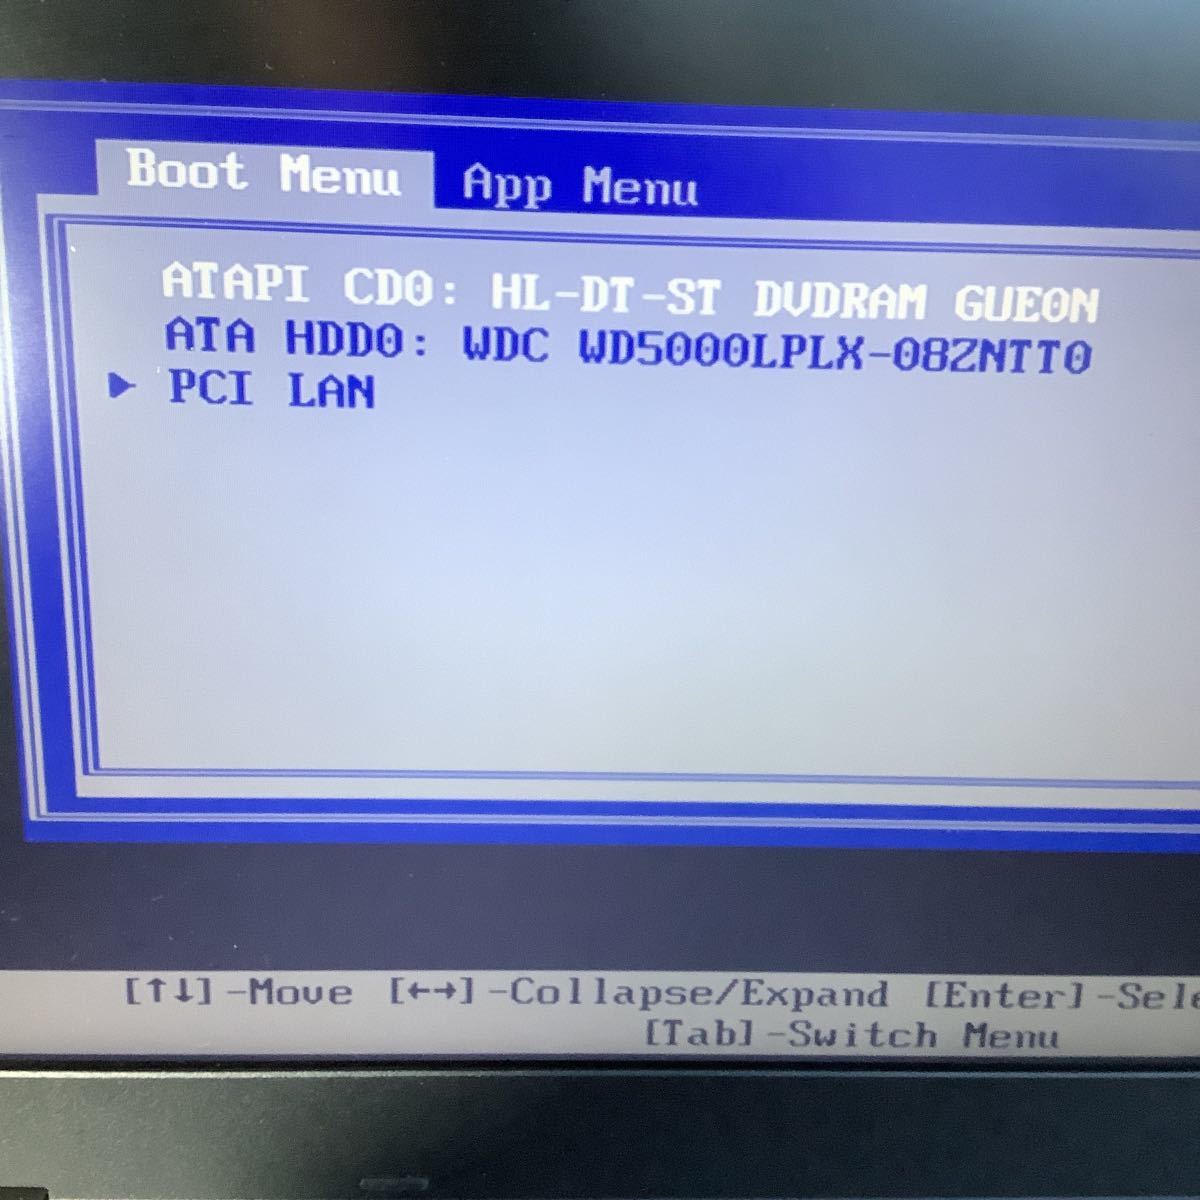 Boot Menu App Menu
ATAPI CD0: HL-DT-ST DVDRAM GUE0N
ATA HDD0: WDC WD5000LPLX-08ZNTT0
▶ PCI LAN
[↑↓]-Move [←→]-Collapse/Expand [Enter]-Sele
[Tab]-Switch Menu